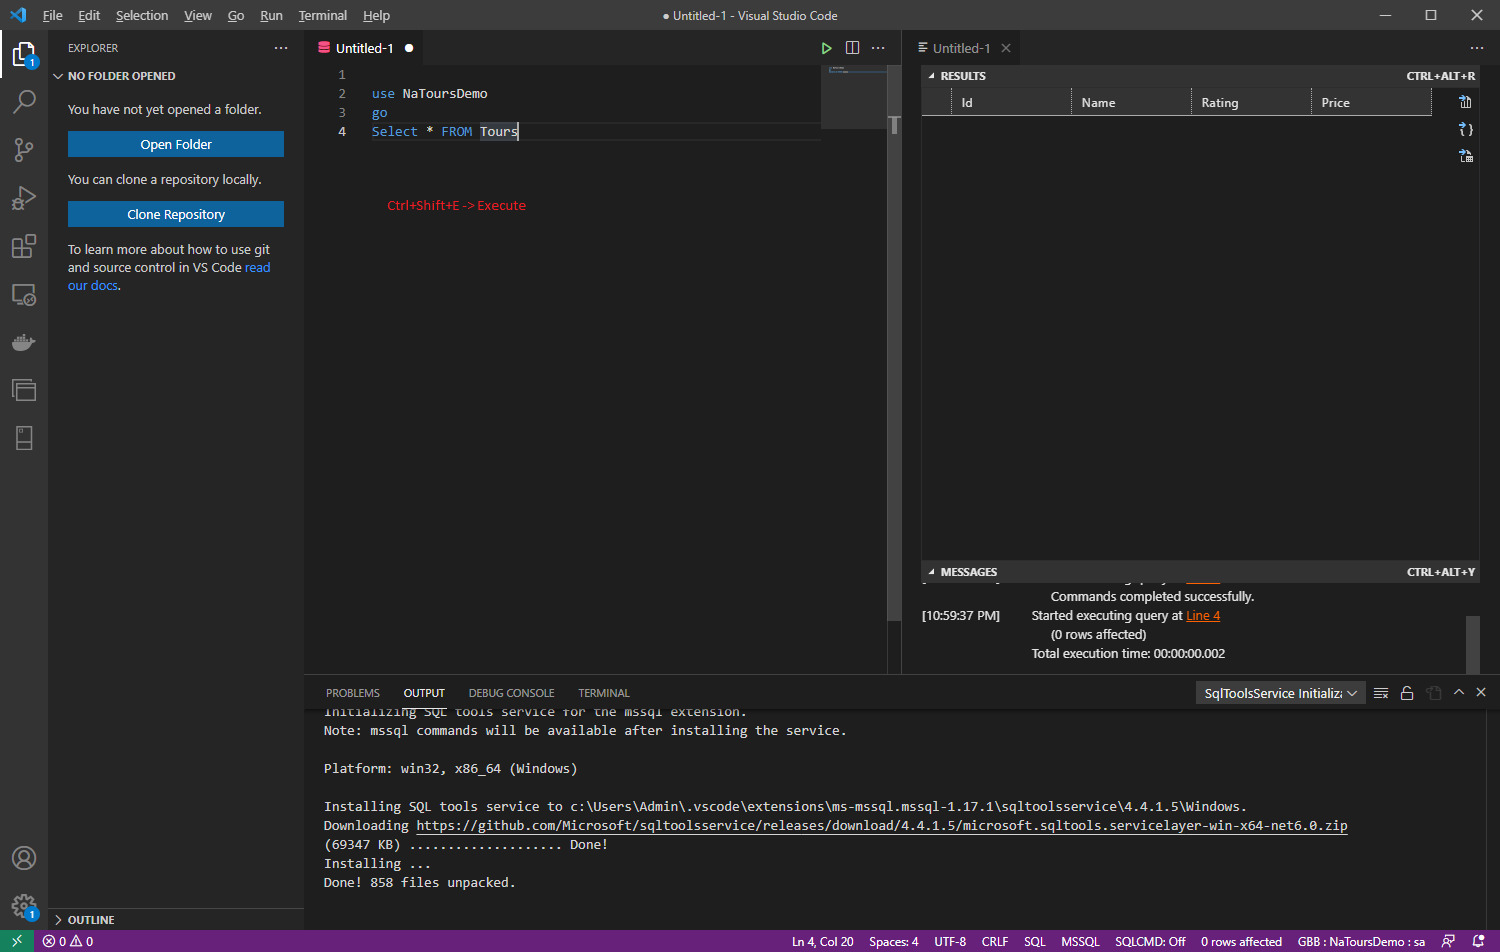 File Edit Selection View Go Run Terminal Help
● Untitled-1 - Visual Studio Code
EXPLORER
NO FOLDER OPENED
You have not yet opened a folder.
Open Folder
You can clone a repository locally.
Clone Repository
To learn more about how to use git
and source control in VS Code read
our docs.
OUTLINE
1
1
Untitled-1 ●
1
2 use NaToursDemo
3 go
4 Select * FROM Tours
Ctrl+Shift+E -> Execute
Untitled-1
RESULTS CTRL+ALT+R
Id Name Rating Price
MESSAGES CTRL+ALT+Y
Commands completed successfully.
[10:59:37 PM] Started executing query at Line 4
(0 rows affected)
Total execution time: 00:00:00.002
PROBLEMS OUTPUT DEBUG CONSOLE TERMINAL
SqlToolsService Initializa
Initializing SQL tools service for the mssql extension.
Note: mssql commands will be available after installing the service.
Platform: win32, x86_64 (Windows)
Installing SQL tools service to c:\Users\Admin\.vscode\extensions\ms-mssql.mssql-1.17.1\sqltoolsservice\4.4.1.5\Windows.
Downloading https://github.com/Microsoft/sqltoolsservice/releases/download/4.4.1.5/microsoft.sqltools.servicelayer-win-x64-net6.0.zip
(69347 KB) .................... Done!
Installing ...
Done! 858 files unpacked.
0 0 Ln 4, Col 20 Spaces: 4 UTF-8 CRLF SQL MSSQL SQLCMD: Off 0 rows affected GBB : NaToursDemo : sa